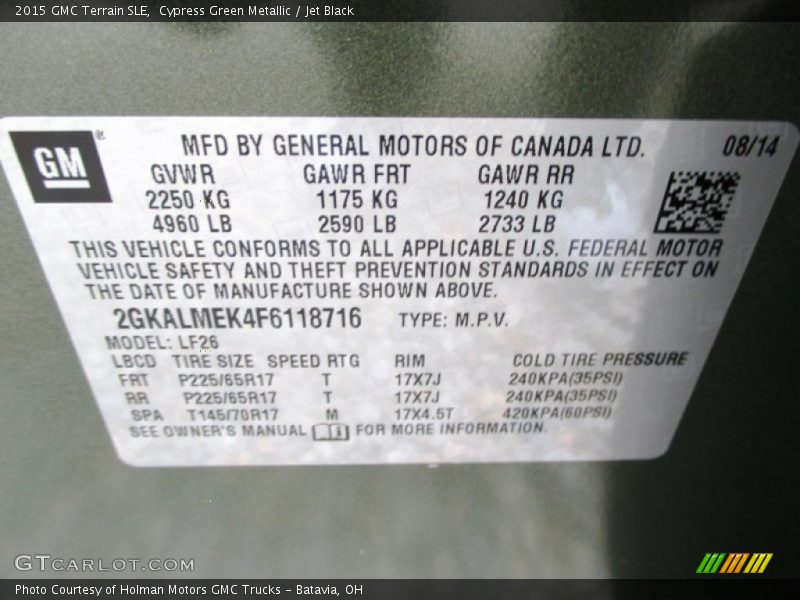 2015 GMC Terrain SLE, Cypress Green Metallic / Jet Black
GM®
MFD BY GENERAL MOTORS OF CANADA LTD. 08/14
GVWR GAWR FRT GAWR RR
2250 KG 1175 KG 1240 KG
4960 LB 2590 LB 2733 LB
THIS VEHICLE CONFORMS TO ALL APPLICABLE U.S. FEDERAL MOTOR
VEHICLE SAFETY AND THEFT PREVENTION STANDARDS IN EFFECT ON
THE DATE OF MANUFACTURE SHOWN ABOVE.
2GKALMEK4F6118716 TYPE: M.P.V.
MODEL: LF26
LBCD TIRE SIZE SPEED RTG RIM COLD TIRE PRESSURE
FRT P225/65R17 T 17X7J 240KPA(35PSI)
RR P225/65R17 T 17X7J 240KPA(35PSI)
SPA T145/70R17 M 17X4.5T 420KPA(60PSI)
SEE OWNER'S MANUAL FOR MORE INFORMATION.
GTCARLOT.COM
Photo Courtesy of Holman Motors GMC Trucks - Batavia, OH